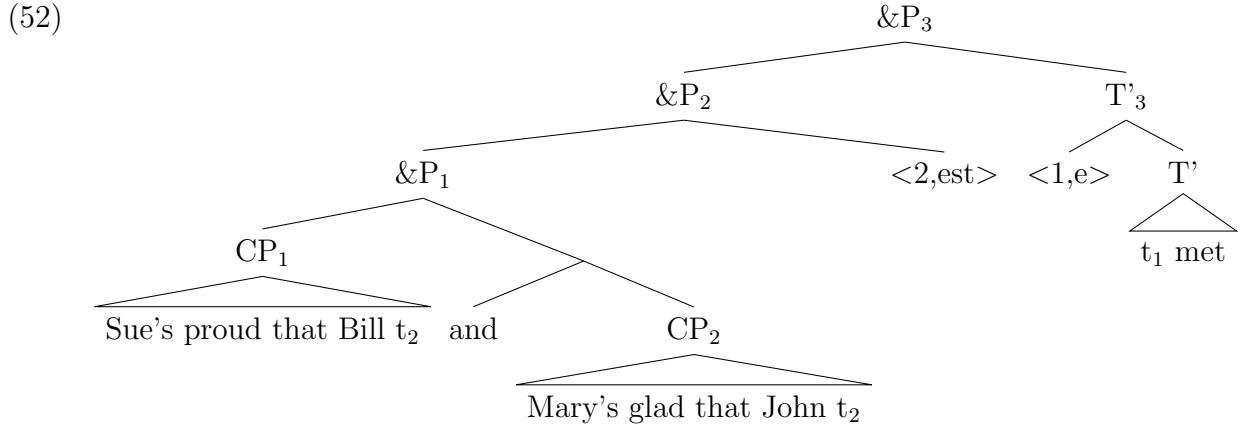 (52)
&P₃
&P₂ T’₃
&P₁ <2,est> <1,e> T’
CP₁ t₁ met
Sue’s proud that Bill t₂ and CP₂
Mary’s glad that John t₂